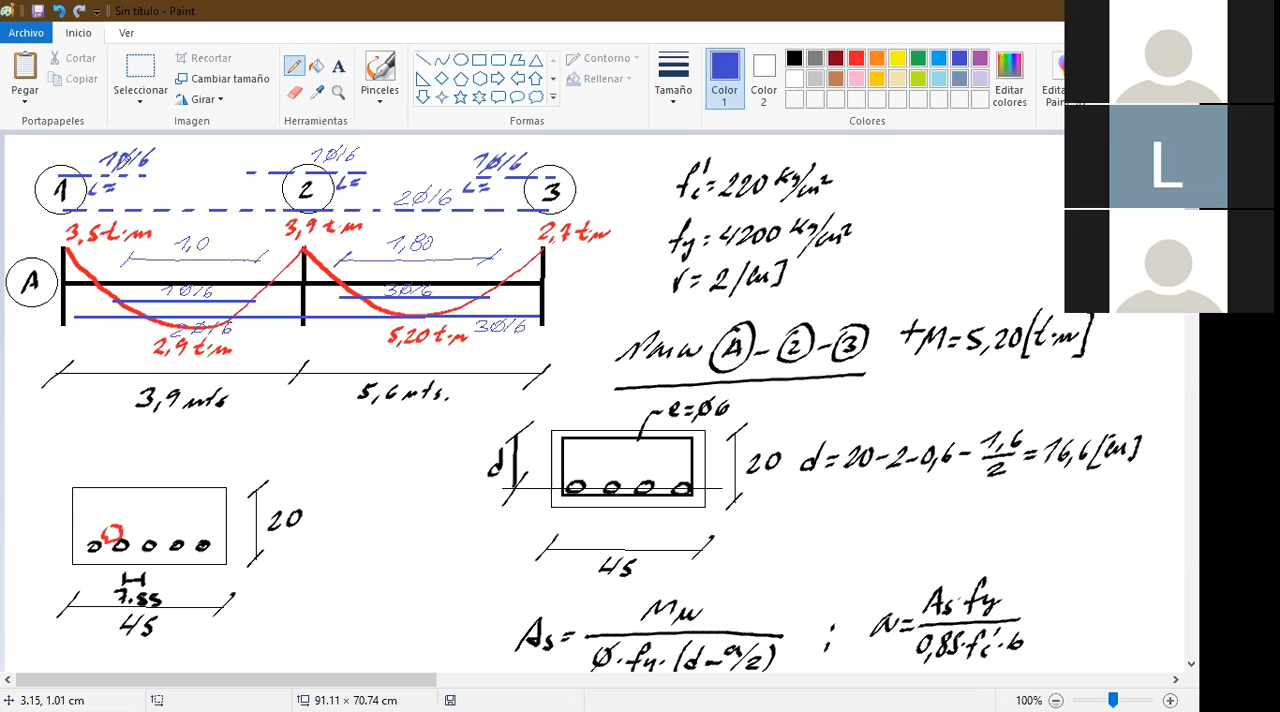 Sin título - Paint
Archivo Inicio Ver
Pegar
Cortar
Copiar
Portapapeles
Seleccionar
Recortar
Cambiar tamaño
Girar
Imagen
A
Herramientas
Pinceles
Contorno
Rellenar
Formas
Tamaño
Color 1
Color 2
Editar colores
Colores
L
1Ø16 1Ø16 1Ø16
1 L= 2 L= L= 3
2Ø16
3,5 t·m 3,9 t·m 2,7 t·m
1,0 1,80
A
1Ø16 3Ø16
2Ø16 3Ø16
2,9 t·m 5,20 t·m
3,9 mts 5,6 mts.
f'c = 220 Kg/cm²
fy = 4200 Kg/cm²
r = 2 [cm]
A - 2 - 3 +M = 5,20 [t·m]
e = Ø6
d 20 d = 20 - 2 - 0,6 - 1,6/2 = 16,6 [cm]
45
20
7.55
45
As = Mu / Ø · fy · (d - a/2) ; a = As · fy / 0,85 · f'c · b
3.15, 1.01 cm 91.11 × 70.74 cm 100%